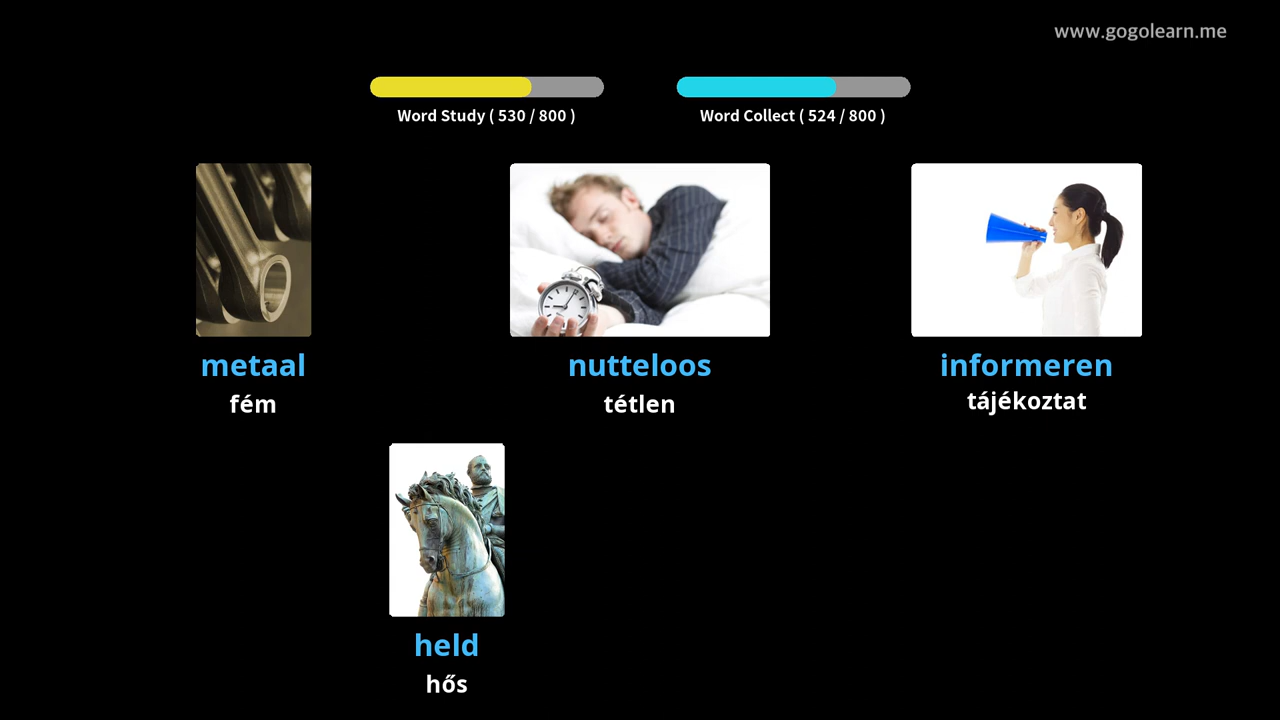 www.gogolearn.me
Word Study ( 530 / 800 )
Word Collect ( 524 / 800 )
metaal
fém
nutteloos
tétlen
informeren
tájékoztat
held
hős